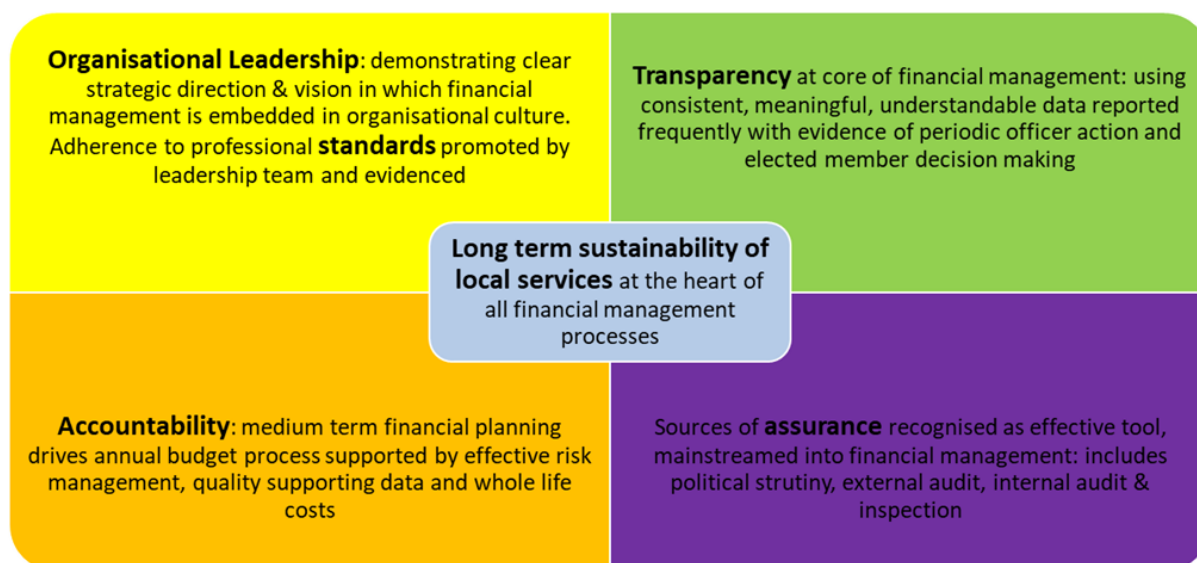 Organisational Leadership: demonstrating clear
strategic direction & vision in which financial
management is embedded in organisational culture.
Adherence to professional standards promoted by
leadership team and evidenced
Transparency at core of financial management: using
consistent, meaningful, understandable data reported
frequently with evidence of periodic officer action and
elected member decision making
Long term sustainability of
local services at the heart of
all financial management
processes
Accountability: medium term financial planning
drives annual budget process supported by effective risk
management, quality supporting data and whole life
costs
Sources of assurance recognised as effective tool,
mainstreamed into financial management: includes
political strutiny, external audit, internal audit &
inspection